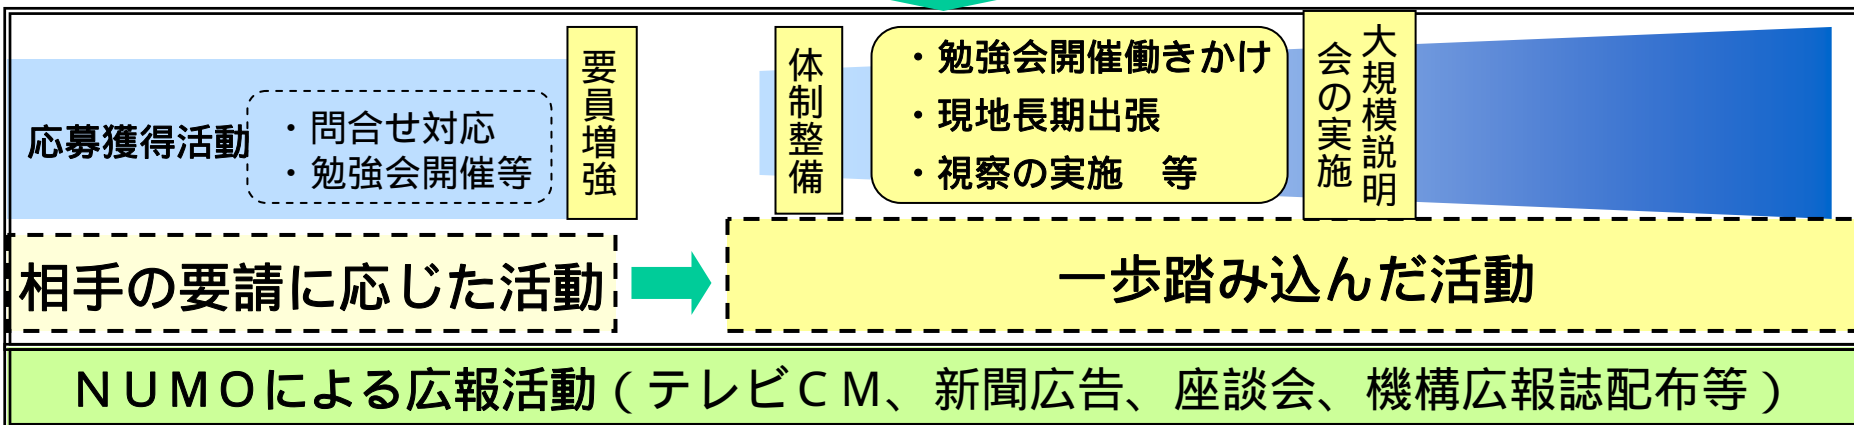 応募獲得活動
・問合せ対応
・勉強会開催等
要員増強
体制整備
・勉強会開催働きかけ
・現地長期出張
・視察の実施　等
大規模説明
会の実施
相手の要請に応じた活動
一歩踏み込んだ活動
ＮＵＭＯによる広報活動（テレビＣＭ、新聞広告、座談会、機構広報誌配布等）